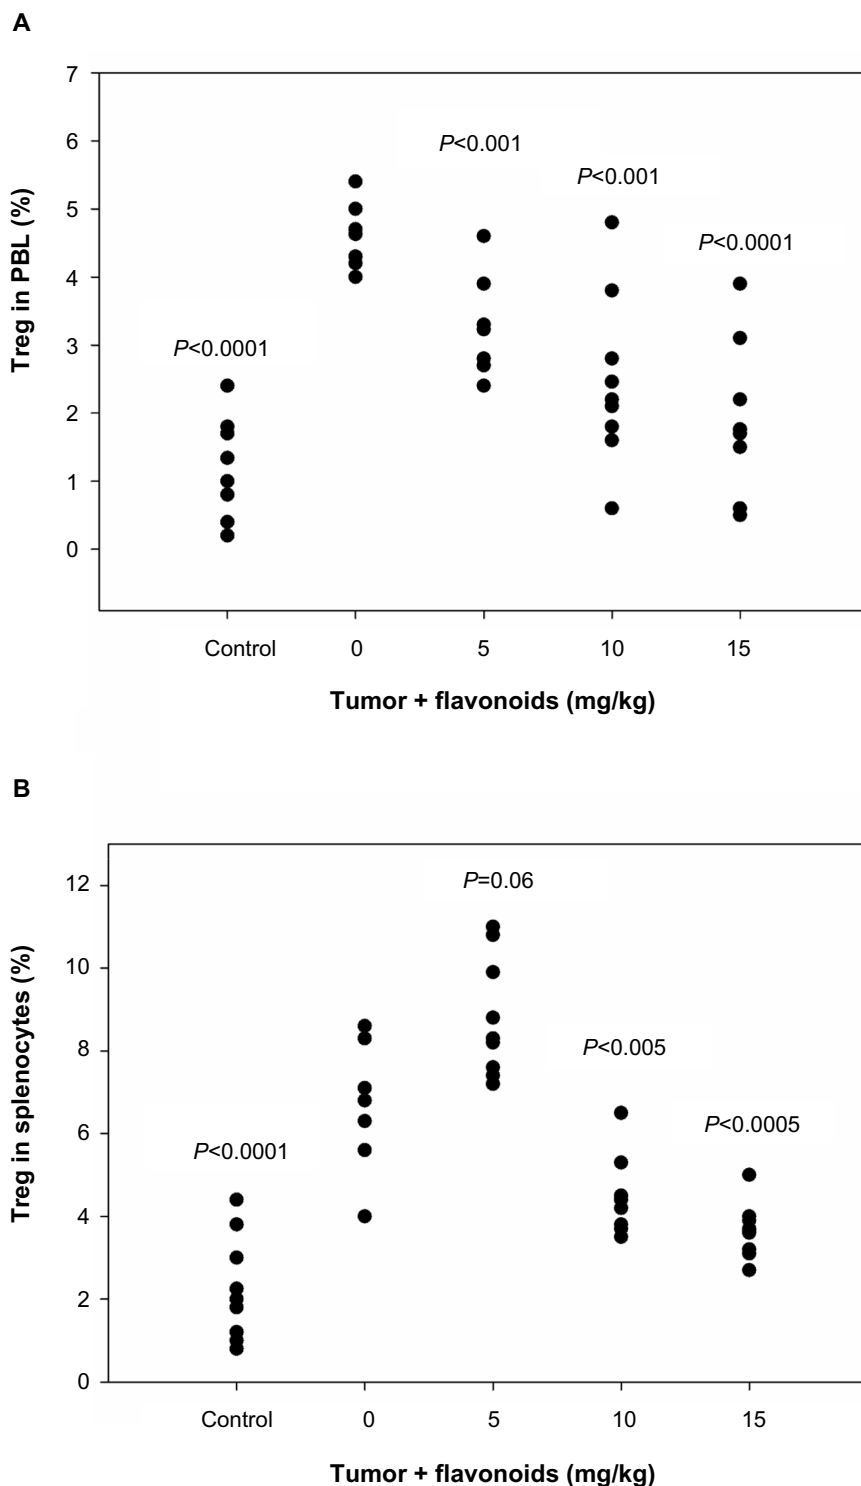 A
7
6
5
4
3
2
1
0
Treg in PBL (%)
P<0.0001
P<0.001
P<0.001
P<0.0001
Control 0 5 10 15
Tumor + flavonoids (mg/kg)
B
12
10
8
6
4
2
0
Treg in splenocytes (%)
P<0.0001
P=0.06
P<0.005
P<0.0005
Control 0 5 10 15
Tumor + flavonoids (mg/kg)